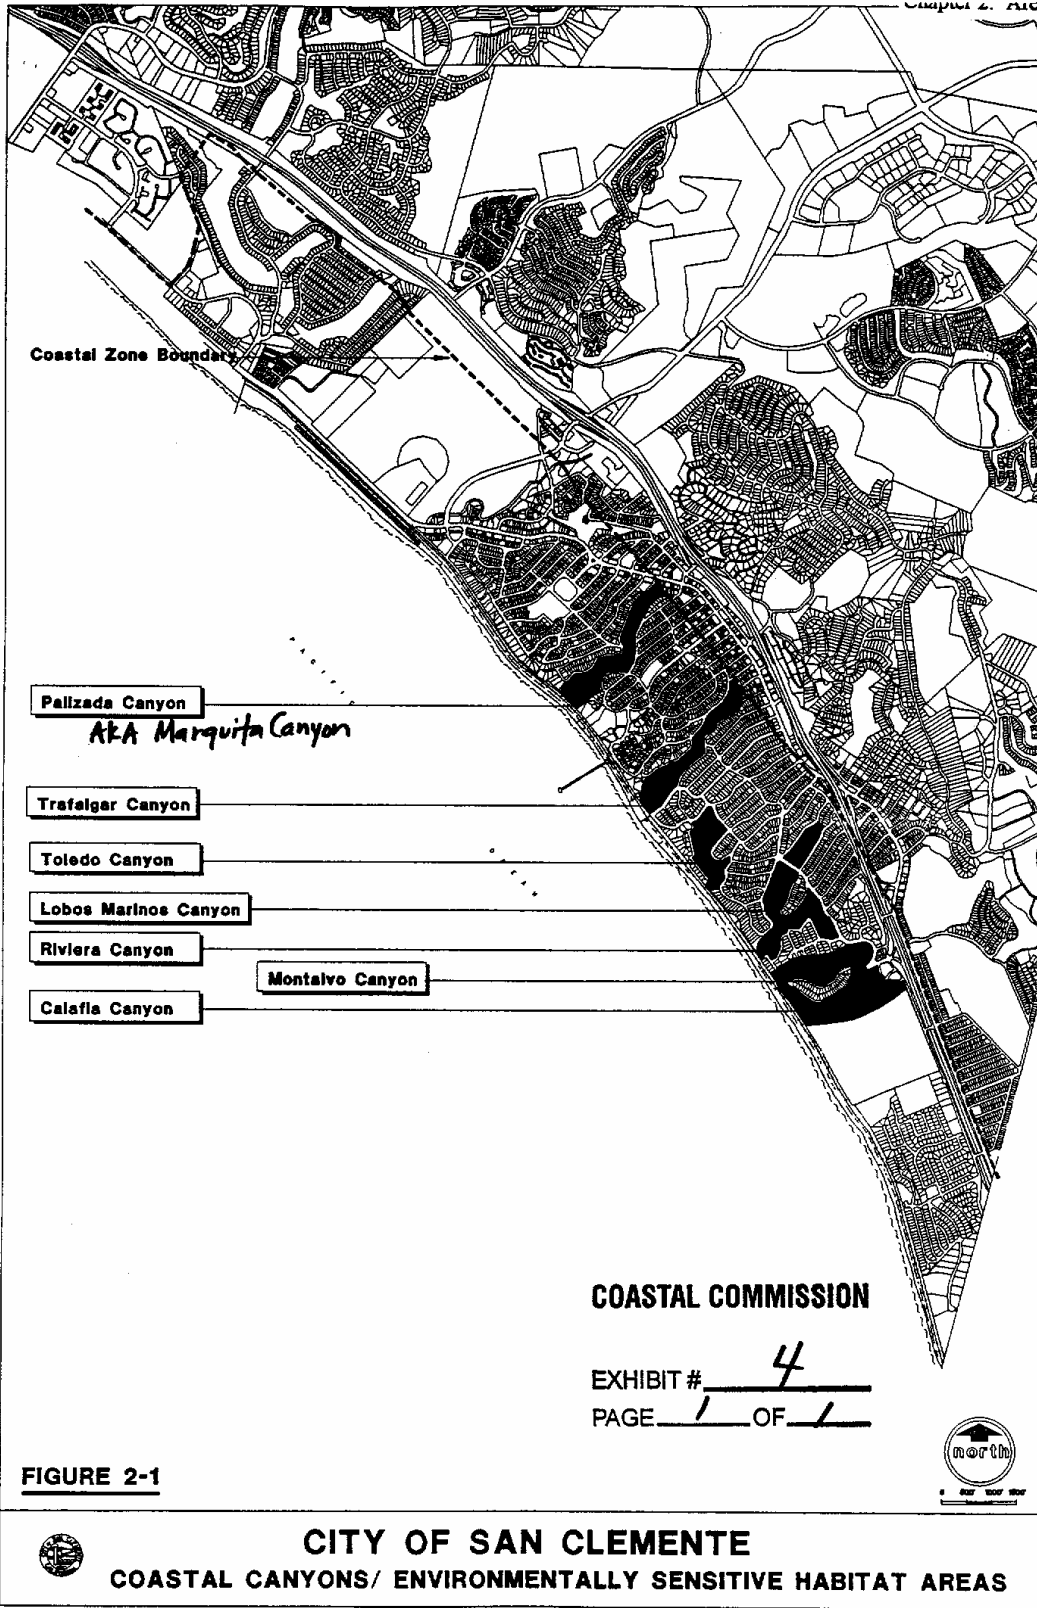 Chapter 2. Are
Coastal Zone Boundary
PACIFIC
Palizada Canyon
AKA Marquita Canyon
Trafalgar Canyon
Toledo Canyon
OCEAN
Lobos Marinos Canyon
Riviera Canyon
Montalvo Canyon
Calafia Canyon
COASTAL COMMISSION
EXHIBIT # 4
PAGE 1 OF 1
north
FIGURE 2-1
CITY OF SAN CLEMENTE
COASTAL CANYONS/ ENVIRONMENTALLY SENSITIVE HABITAT AREAS